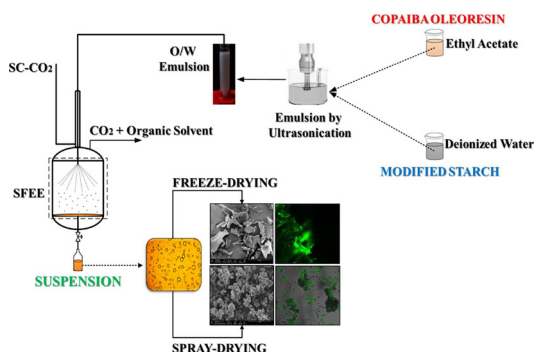 COPAIBA OLEORESIN
Ethyl Acetate
O/W
Emulsion
SC-CO₂
Emulsion by
Ultrasonication
CO₂ + Organic Solvent
Deionized Water
MODIFIED STARCH
SFEE
FREEZE-DRYING
SUSPENSION
SPRAY-DRYING